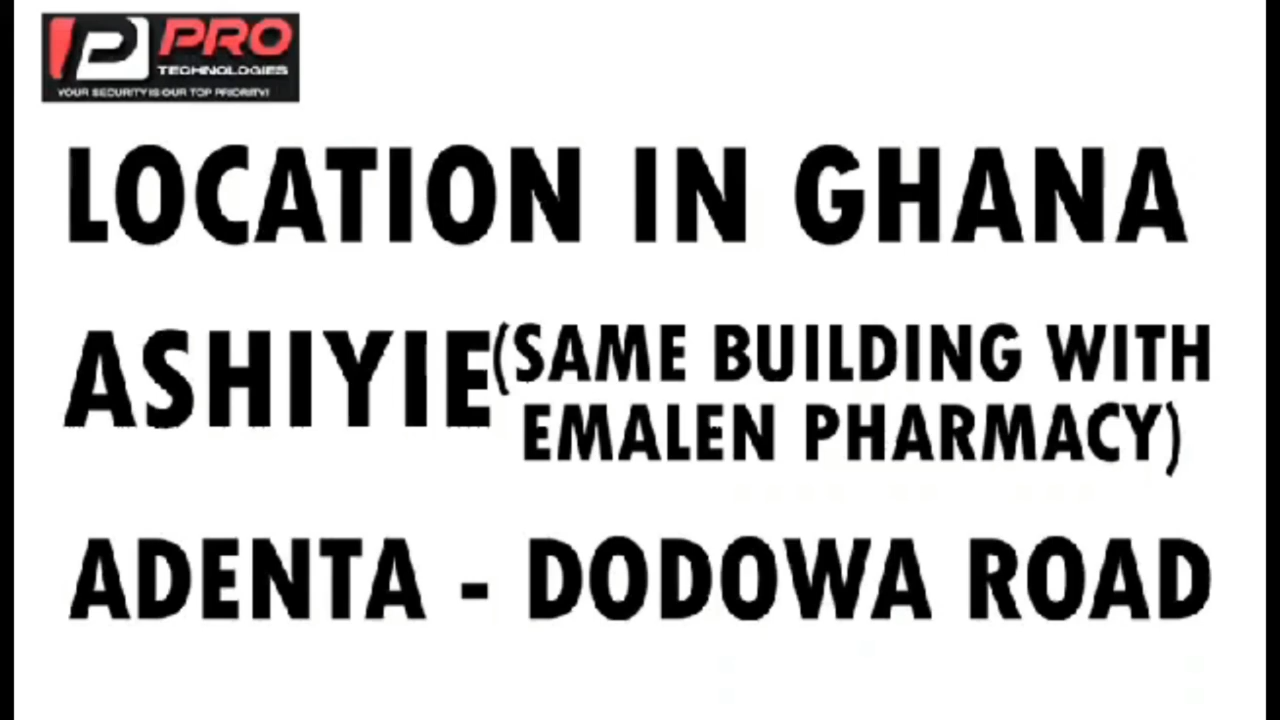 PRO
TECHNOLOGIES
YOUR SECURITY IS OUR TOP PRIORITY!
LOCATION IN GHANA
ASHIYIE (SAME BUILDING WITH
EMALEN PHARMACY)
ADENTA - DODOWA ROAD